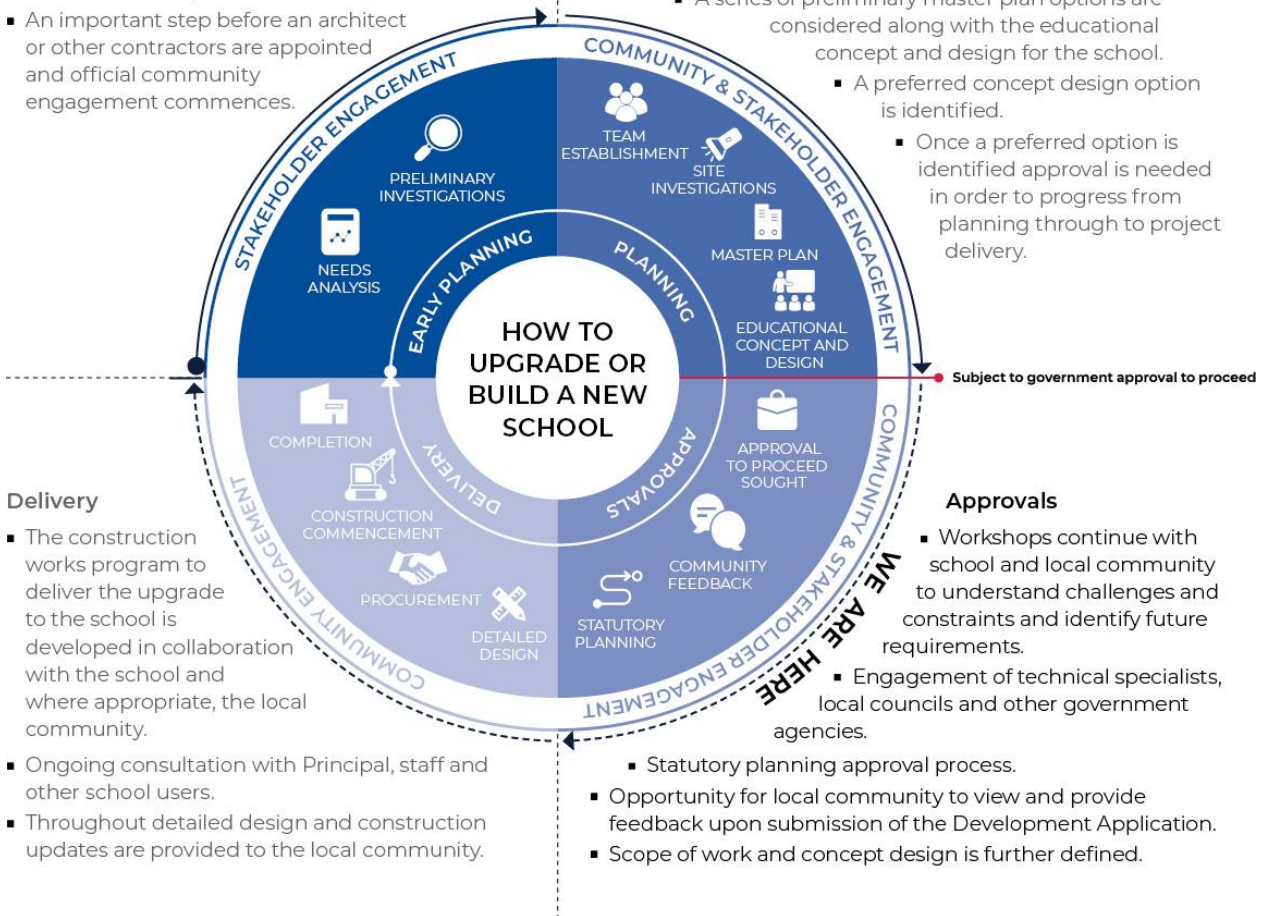 ▪ An important step before an architect
or other contractors are appointed
and official community
engagement commences.
▪ A series of preliminary master plan options are
considered along with the educational
concept and design for the school.
▪ A preferred concept design option
is identified.
▪ Once a preferred option is
identified approval is needed
in order to progress from
planning through to project
delivery.
STAKEHOLDER ENGAGEMENT
COMMUNITY & STAKEHOLDER ENGAGEMENT
PRELIMINARY
INVESTIGATIONS
NEEDS
ANALYSIS
EARLY PLANNING
TEAM
ESTABLISHMENT
SITE
INVESTIGATIONS
MASTER PLAN
EDUCATIONAL
CONCEPT AND
DESIGN
PLANNING
HOW TO
UPGRADE OR
BUILD A NEW
SCHOOL
Subject to government approval to proceed
COMPLETION
CONSTRUCTION
COMMENCEMENT
PROCUREMENT
DETAILED
DESIGN
DELIVERY
COMMUNITY ENGAGEMENT
APPROVAL
TO PROCEED
SOUGHT
COMMUNITY
FEEDBACK
STATUTORY
PLANNING
APPROVALS
COMMUNITY & STAKEHOLDER ENGAGEMENT
WE ARE HERE
Delivery
▪ The construction
works program to
deliver the upgrade
to the school is
developed in collaboration
with the school and
where appropriate, the local
community.
▪ Ongoing consultation with Principal, staff and
other school users.
▪ Throughout detailed design and construction
updates are provided to the local community.
Approvals
▪ Workshops continue with
school and local community
to understand challenges and
constraints and identify future
requirements.
▪ Engagement of technical specialists,
local councils and other government
agencies.
▪ Statutory planning approval process.
▪ Opportunity for local community to view and provide
feedback upon submission of the Development Application.
▪ Scope of work and concept design is further defined.